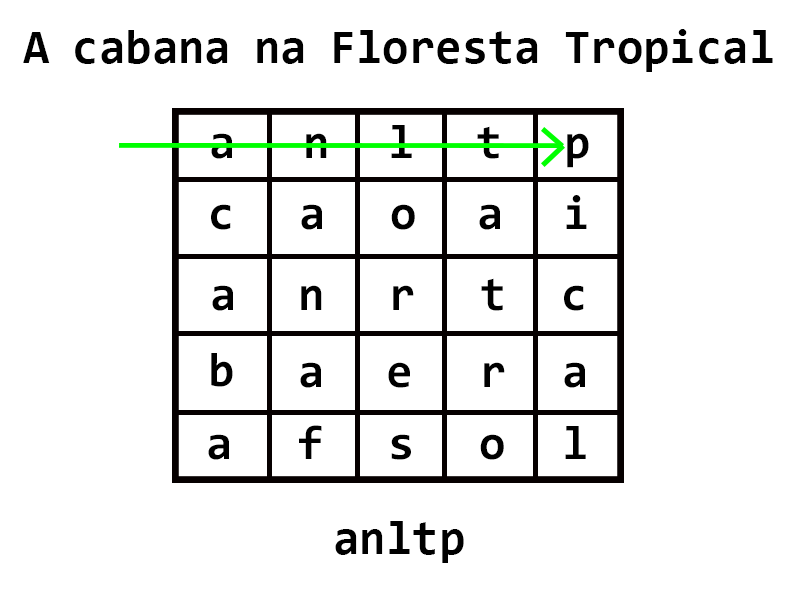 A cabana na Floresta Tropical
a n l t p
c a o a i
a n r t c
b a e r a
a f s o l
anltp